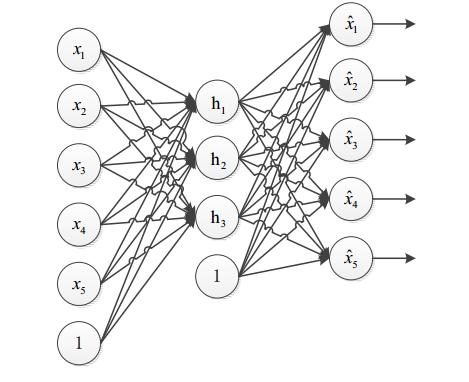 x₁
x₂
x₃
x₄
x₅
1
h₁
h₂
h₃
1
x̂₁
x̂₂
x̂₃
x̂₄
x̂₅